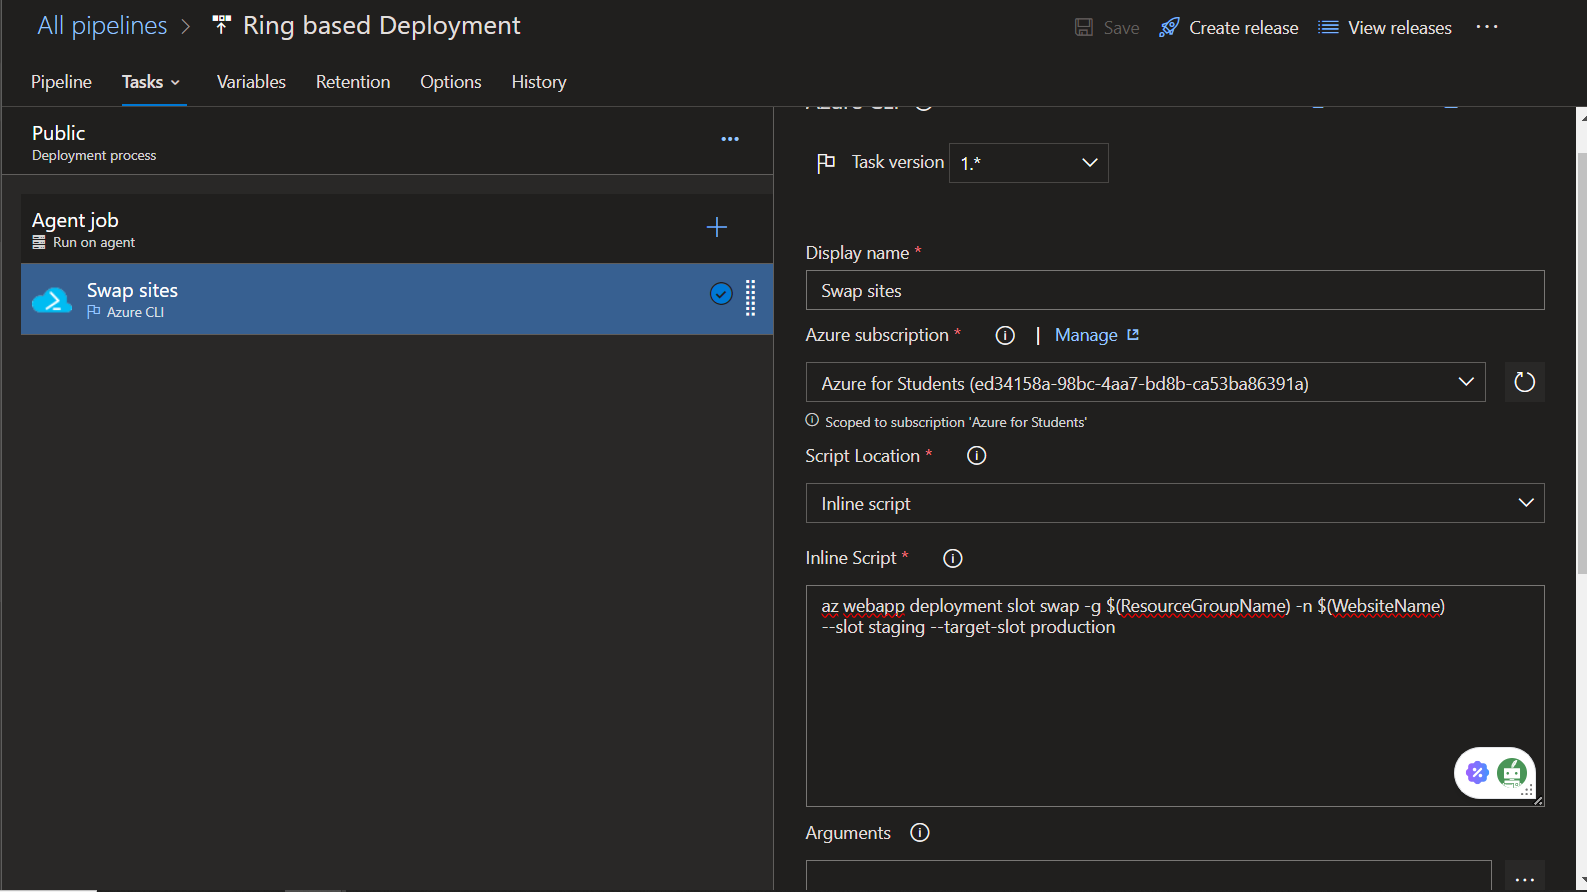 All pipelines > Ring based Deployment
Save Create release View releases ...
Pipeline Tasks Variables Retention Options History
Public
Deployment process
Agent job
Run on agent
Swap sites
Azure CLI
Azure CLI
Task version 1.*
Display name *
Swap sites
Azure subscription * | Manage
Azure for Students (ed34158a-98bc-4aa7-bd8b-ca53ba86391a)
Scoped to subscription 'Azure for Students'
Script Location *
Inline script
Inline Script *
az webapp deployment slot swap -g $(ResourceGroupName) -n $(WebsiteName)
--slot staging --target-slot production
Arguments